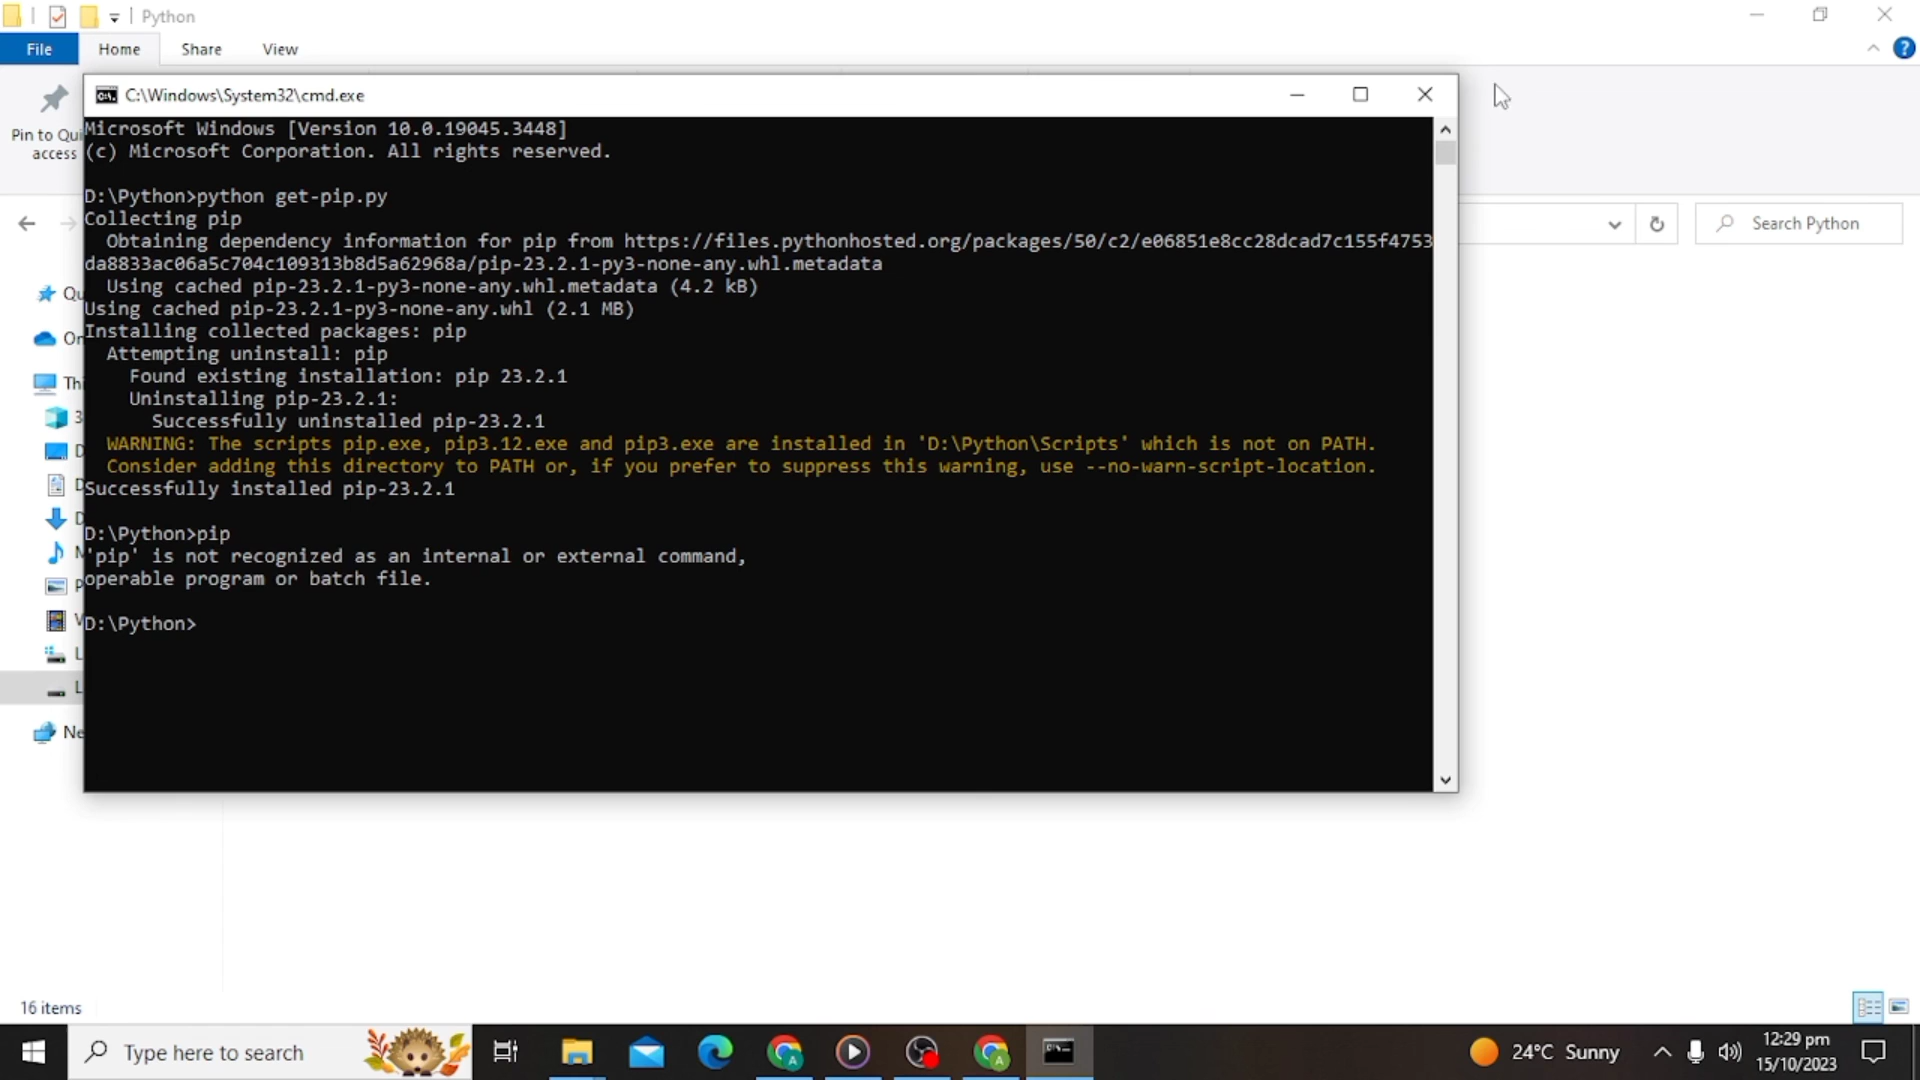 Python
File Home Share View
C:\Windows\System32\cmd.exe
Pin to Qui
access
Microsoft Windows [Version 10.0.19045.3448]
(c) Microsoft Corporation. All rights reserved.
D:\Python>python get-pip.py
Collecting pip
Obtaining dependency information for pip from https://files.pythonhosted.org/packages/50/c2/e06851e8cc28dcad7c155f4753
da8833ac06a5c704c109313b8d5a62968a/pip-23.2.1-py3-none-any.whl.metadata
Using cached pip-23.2.1-py3-none-any.whl.metadata (4.2 kB)
Using cached pip-23.2.1-py3-none-any.whl (2.1 MB)
Installing collected packages: pip
Attempting uninstall: pip
Found existing installation: pip 23.2.1
Uninstalling pip-23.2.1:
Successfully uninstalled pip-23.2.1
WARNING: The scripts pip.exe, pip3.12.exe and pip3.exe are installed in 'D:\Python\Scripts' which is not on PATH.
Consider adding this directory to PATH or, if you prefer to suppress this warning, use --no-warn-script-location.
Successfully installed pip-23.2.1
D:\Python>pip
'pip' is not recognized as an internal or external command,
operable program or batch file.
D:\Python>
Search Python
Qu
On
Thi
3
D
D
D
M
P
V
L
L
Ne
16 items
Type here to search
24°C Sunny
12:29 pm
15/10/2023